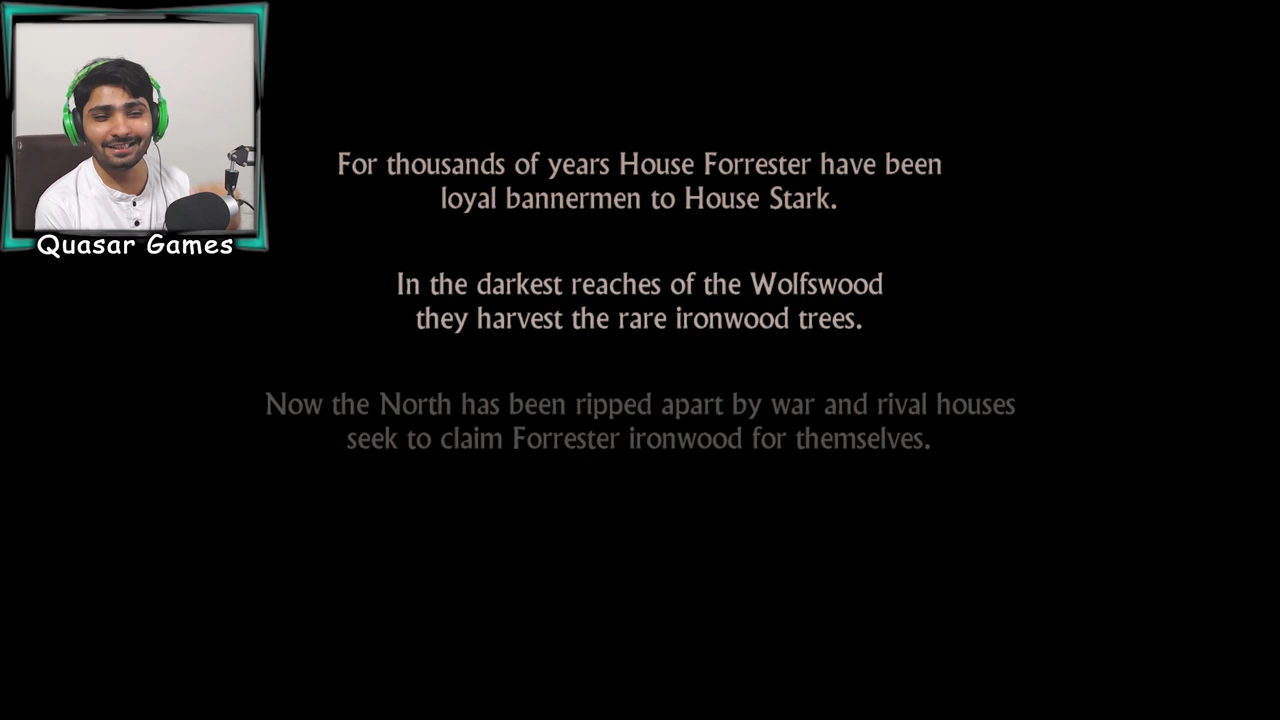 For thousands of years House Forrester have been
loyal bannermen to House Stark.
In the darkest reaches of the Wolfswood
they harvest the rare ironwood trees.
Now the North has been ripped apart by war and rival houses
seek to claim Forrester ironwood for themselves.
Quasar Games